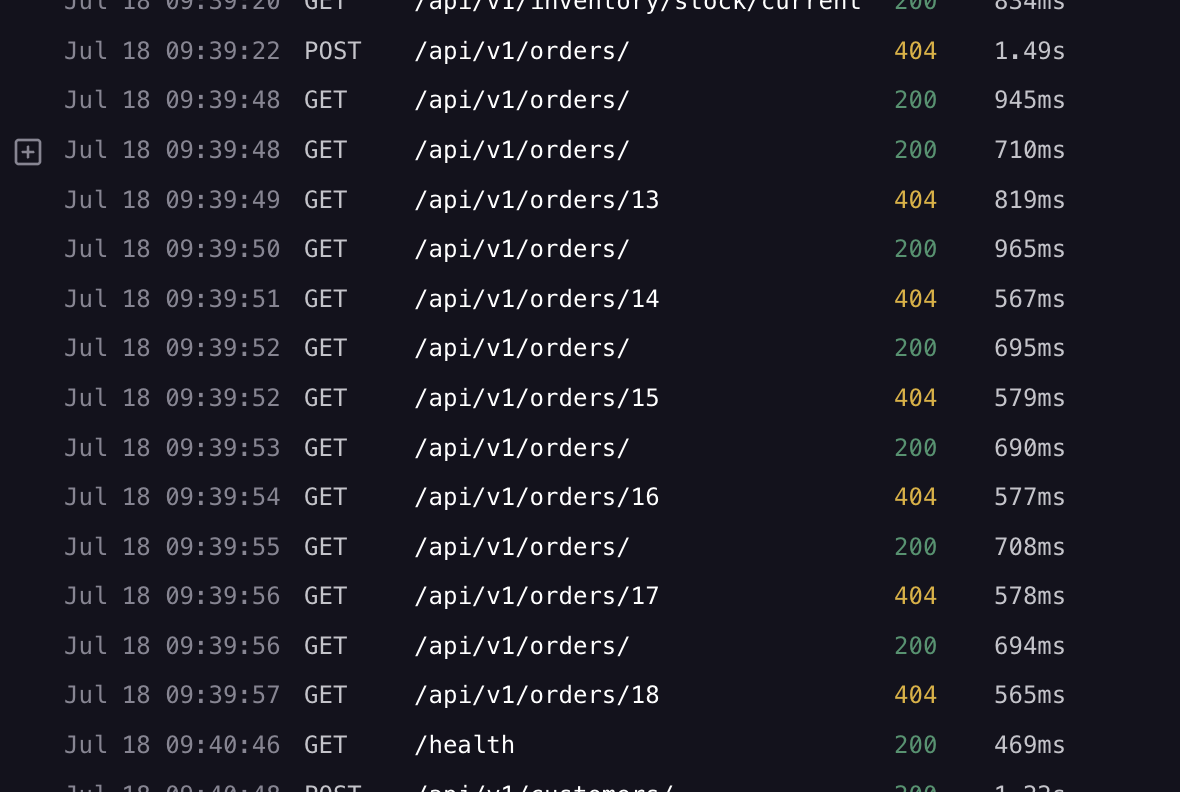 Jul 18 09:39:20 GET /api/v1/inventory/stock/current 200 834ms
Jul 18 09:39:22 POST /api/v1/orders/ 404 1.49s
Jul 18 09:39:48 GET /api/v1/orders/ 200 945ms
Jul 18 09:39:48 GET /api/v1/orders/ 200 710ms
Jul 18 09:39:49 GET /api/v1/orders/13 404 819ms
Jul 18 09:39:50 GET /api/v1/orders/ 200 965ms
Jul 18 09:39:51 GET /api/v1/orders/14 404 567ms
Jul 18 09:39:52 GET /api/v1/orders/ 200 695ms
Jul 18 09:39:52 GET /api/v1/orders/15 404 579ms
Jul 18 09:39:53 GET /api/v1/orders/ 200 690ms
Jul 18 09:39:54 GET /api/v1/orders/16 404 577ms
Jul 18 09:39:55 GET /api/v1/orders/ 200 708ms
Jul 18 09:39:56 GET /api/v1/orders/17 404 578ms
Jul 18 09:39:56 GET /api/v1/orders/ 200 694ms
Jul 18 09:39:57 GET /api/v1/orders/18 404 565ms
Jul 18 09:40:46 GET /health 200 469ms
Jul 18 09:40:48 POST /api/v1/customers/